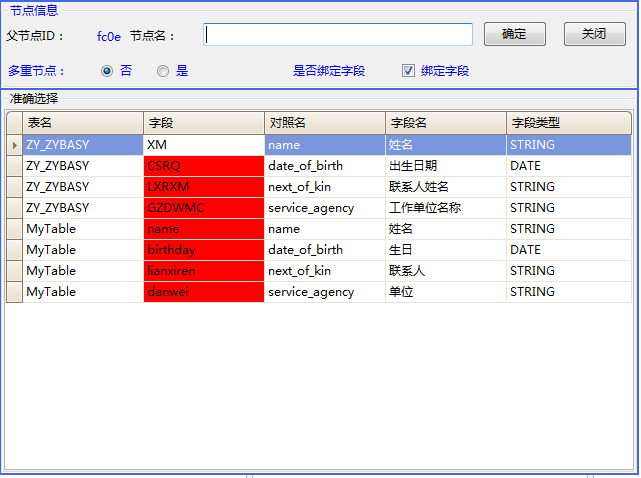 节点信息
父节点ID： fc0e 节点名： 确定 关闭
多重节点： 否 是 是否绑定字段 绑定字段
准确选择
表名 字段 对照名 字段名 字段类型
ZY_ZYBASY XM name 姓名 STRING
ZY_ZYBASY CSRQ date_of_birth 出生日期 DATE
ZY_ZYBASY LXRXM next_of_kin 联系人姓名 STRING
ZY_ZYBASY GZDWMC service_agency 工作单位名称 STRING
MyTable name name 姓名 STRING
MyTable birthday date_of_birth 生日 DATE
MyTable lianxiren next_of_kin 联系人 STRING
MyTable danwei service_agency 单位 STRING